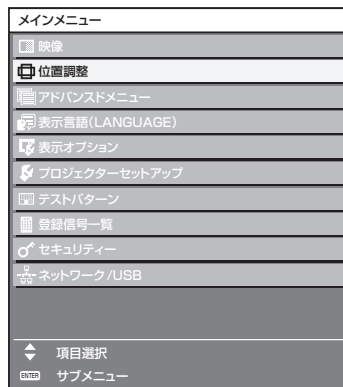 メインメニュー
映像
位置調整
アドバンスドメニュー
表示言語(LANGUAGE)
表示オプション
プロジェクターセットアップ
テストパターン
登録信号一覧
セキュリティー
ネットワーク/USB
項目選択
ENTER サブメニュー